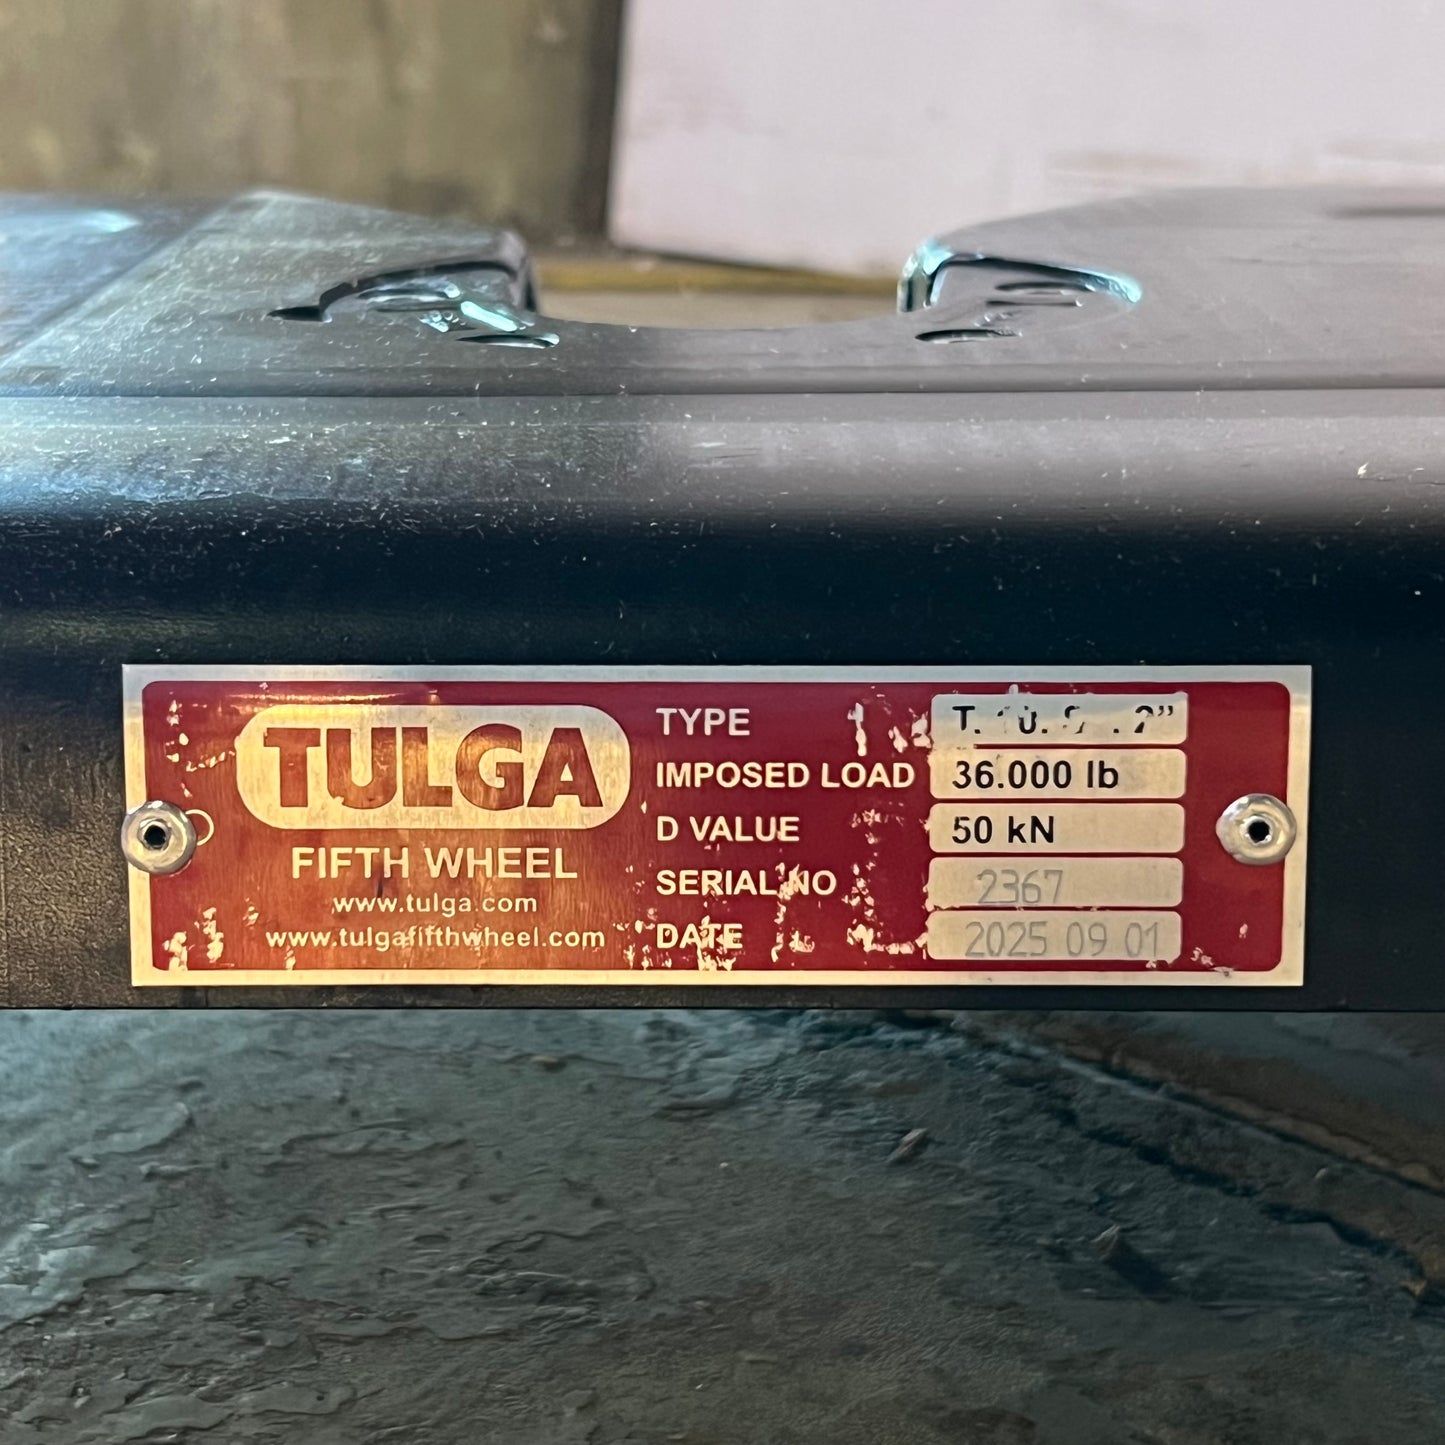 TULGA
FIFTH WHEEL
www.tulga.com
www.tulgafifthwheel.com
TYPE
IMPOSED LOAD 36.000 lb
D VALUE 50 kN
SERIAL NO 2367
DATE 2025 09 01